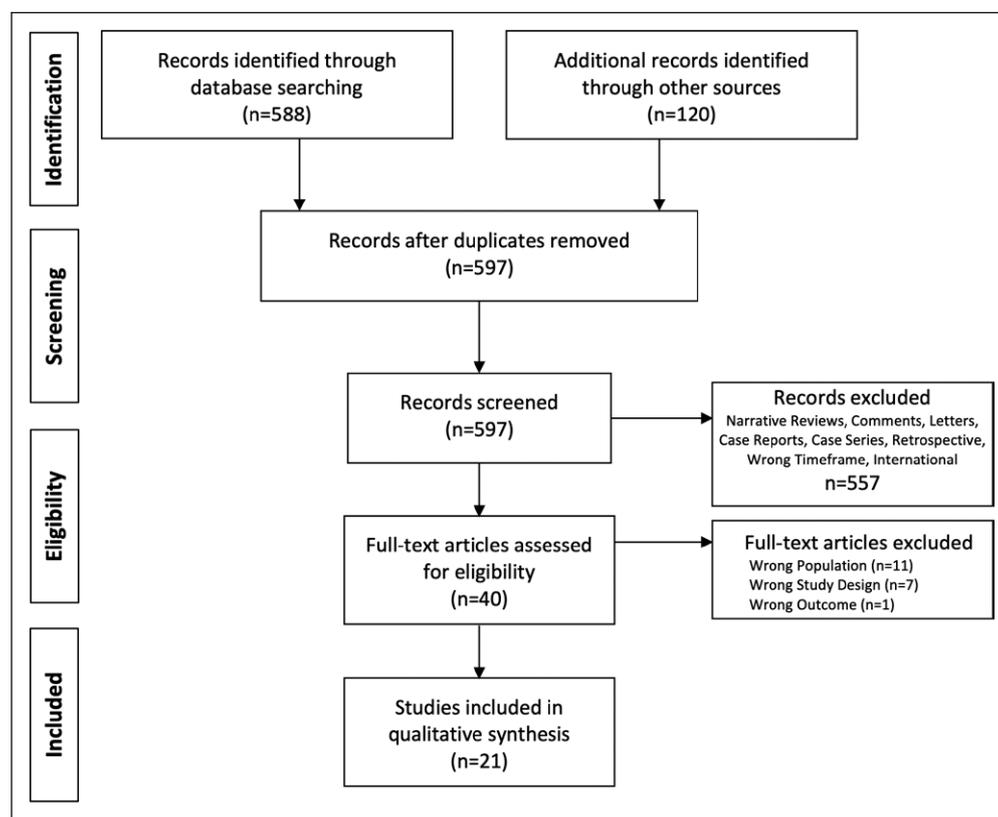 Identification
Records identified through
database searching
(n=588)
Additional records identified
through other sources
(n=120)
Screening
Records after duplicates removed
(n=597)
Records screened
(n=597)
Records excluded
Narrative Reviews, Comments, Letters,
Case Reports, Case Series, Retrospective,
Wrong Timeframe, International
n=557
Eligibility
Full-text articles assessed
for eligibility
(n=40)
Full-text articles excluded
Wrong Population (n=11)
Wrong Study Design (n=7)
Wrong Outcome (n=1)
Included
Studies included in
qualitative synthesis
(n=21)